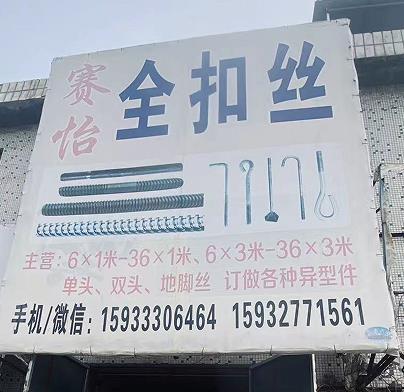 赛怡 全扣丝
主营：6×1米-36×1米、6×3米-36×3米
单头、双头、地脚丝 订做各种异型件
手机/微信：15933306464 15932771561